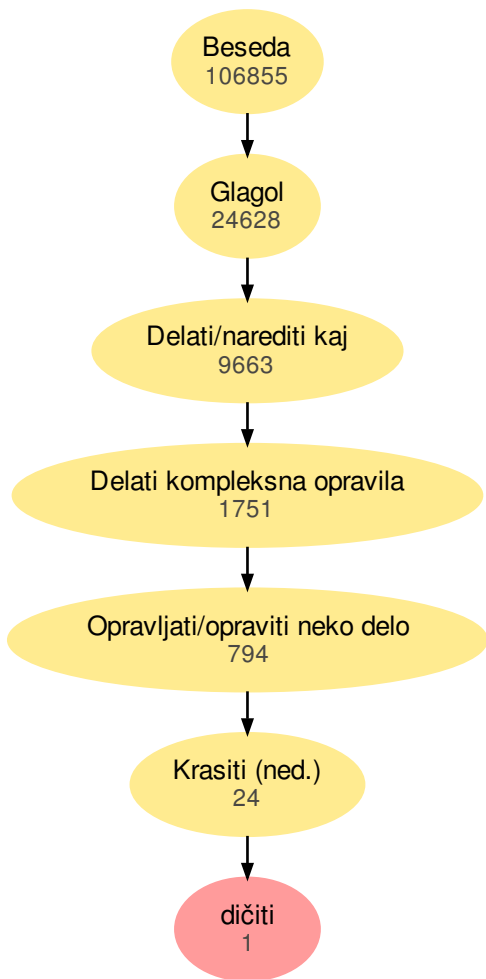 Beseda
106855
Glagol
24628
Delati/narediti kaj
9663
Delati kompleksna opravila
1751
Opravljati/opraviti neko delo
794
Krasiti (ned.)
24
dičiti
1